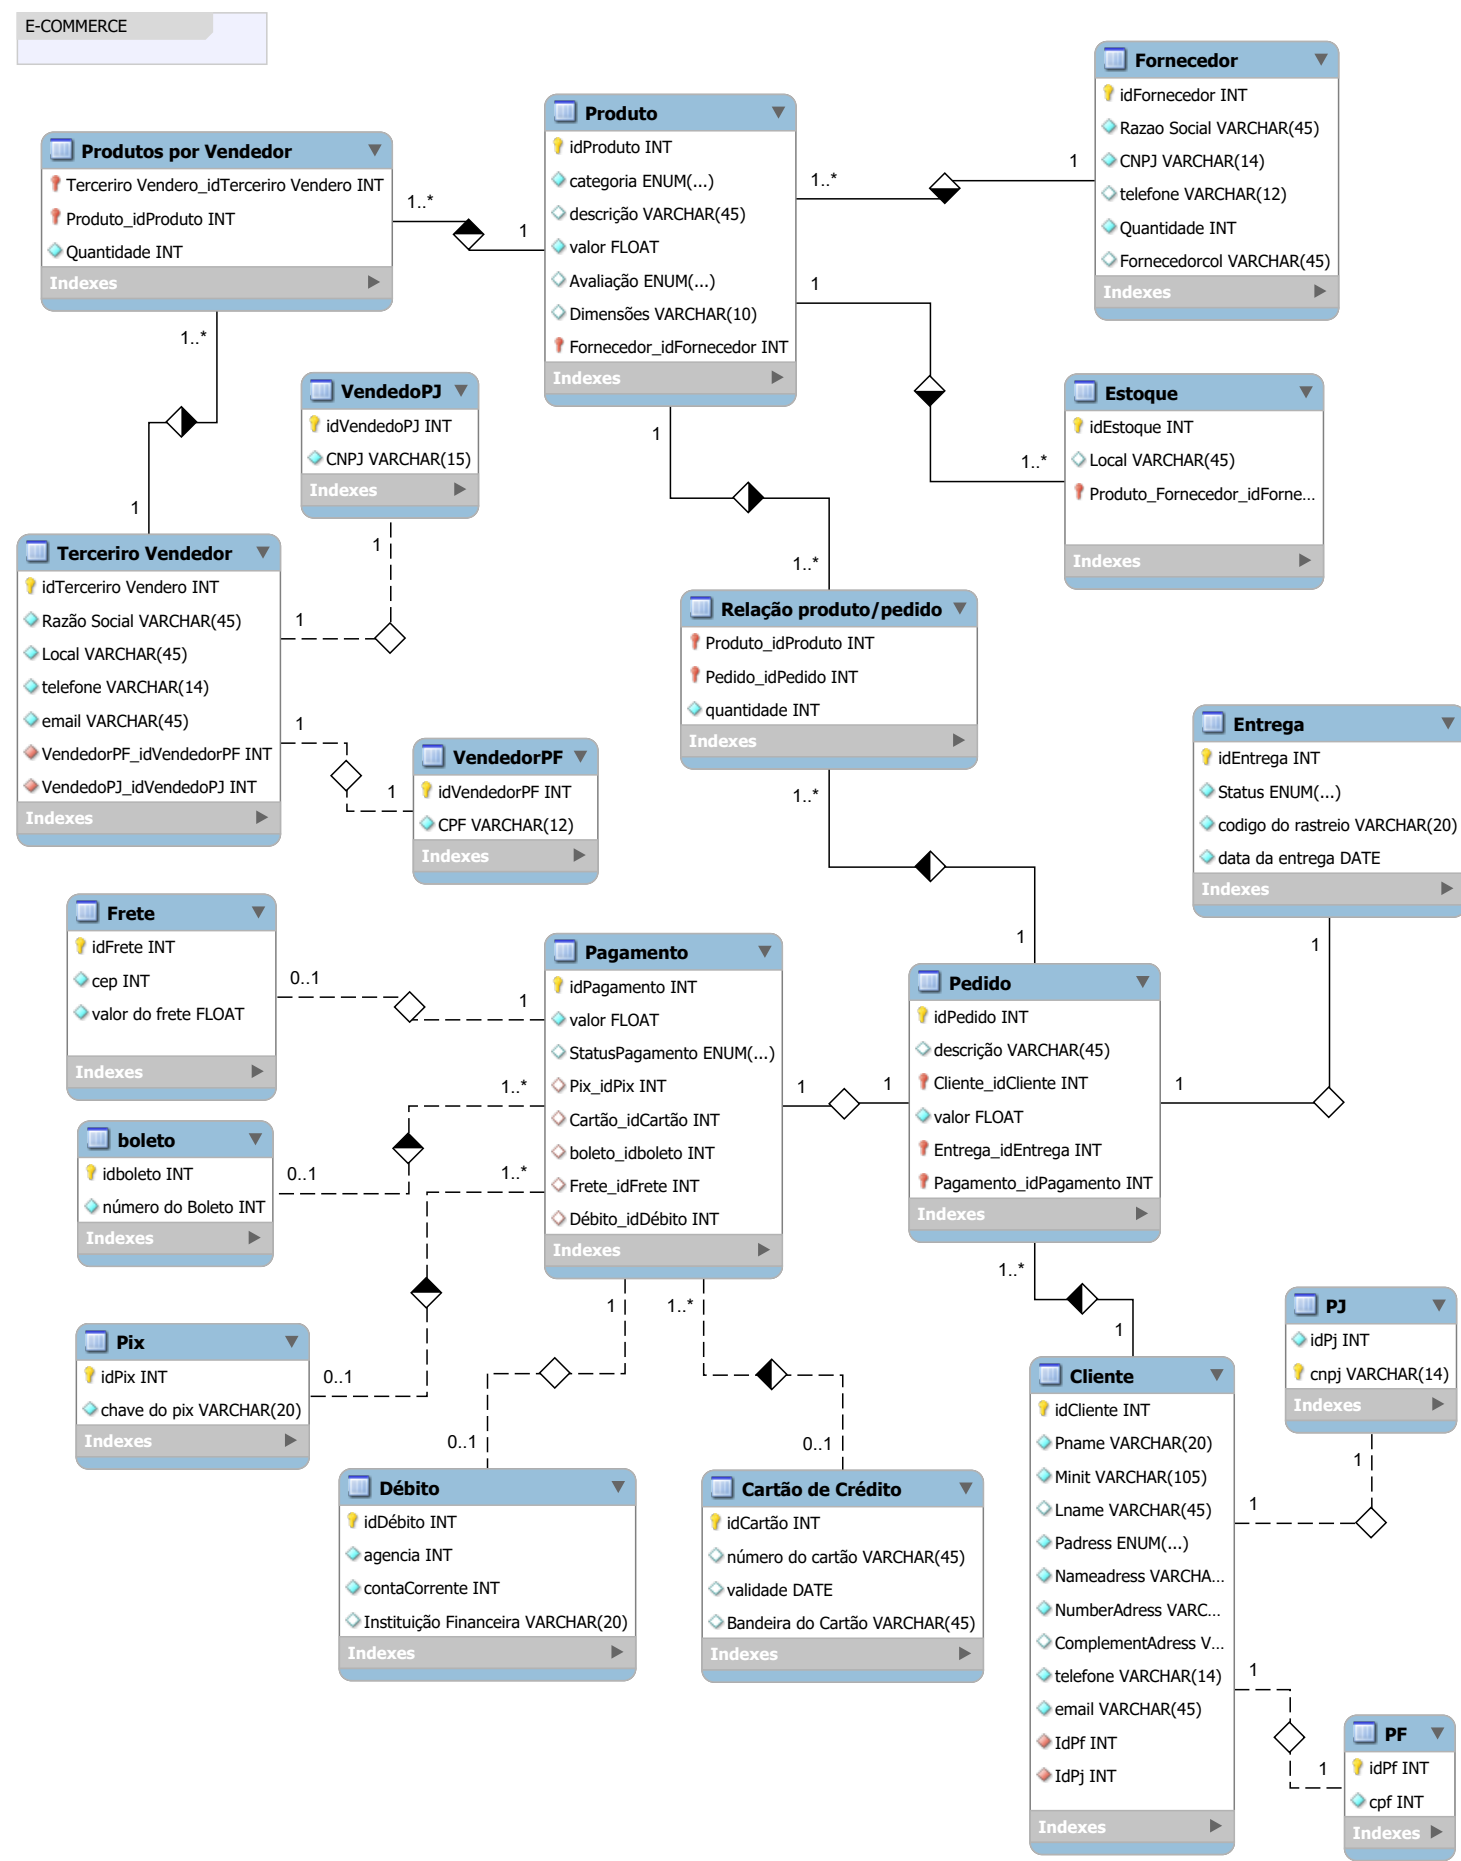 E-COMMERCE
Fornecedor
idFornecedor INT
Razao Social VARCHAR(45)
CNPJ VARCHAR(14)
telefone VARCHAR(12)
Quantidade INT
Fornecedorcol VARCHAR(45)
Indexes
Produto
idProduto INT
categoria ENUM(...)
descrição VARCHAR(45)
valor FLOAT
Avaliação ENUM(...)
Dimensões VARCHAR(10)
Fornecedor_idFornecedor INT
Indexes
1..*
1
Produtos por Vendedor
Terceriro Vendero_idTerceriro Vendero INT
Produto_idProduto INT
Quantidade INT
Indexes
1..*
1
1..*
1
1
1..*
Estoque
idEstoque INT
Local VARCHAR(45)
Produto_Fornecedor_idForne...
Indexes
VendedoPJ
idVendedoPJ INT
CNPJ VARCHAR(15)
Indexes
1
1
Terceriro Vendedor
idTerceriro Vendero INT
Razão Social VARCHAR(45)
Local VARCHAR(45)
telefone VARCHAR(14)
email VARCHAR(45)
VendedorPF_idVendedorPF INT
VendedoPJ_idVendedoPJ INT
Indexes
1
1
VendedorPF
idVendedorPF INT
CPF VARCHAR(12)
Indexes
1
1..*
Relação produto/pedido
Produto_idProduto INT
Pedido_idPedido INT
quantidade INT
Indexes
1..*
1
Entrega
idEntrega INT
Status ENUM(...)
codigo do rastreio VARCHAR(20)
data da entrega DATE
Indexes
1
1
Frete
idFrete INT
cep INT
valor do frete FLOAT
Indexes
0..1
1
Pagamento
idPagamento INT
valor FLOAT
StatusPagamento ENUM(...)
Pix_idPix INT
Cartão_idCartão INT
boleto_idboleto INT
Frete_idFrete INT
Débito_idDébito INT
Indexes
1
1
Pedido
idPedido INT
descrição VARCHAR(45)
Cliente_idCliente INT
valor FLOAT
Entrega_idEntrega INT
Pagamento_idPagamento INT
Indexes
boleto
idboleto INT
número do Boleto INT
Indexes
1..*
0..1
1..*
0..1
Pix
idPix INT
chave do pix VARCHAR(20)
Indexes
1
0..1
1..*
0..1
Débito
idDébito INT
agencia INT
contaCorrente INT
Instituição Financeira VARCHAR(20)
Indexes
Cartão de Crédito
idCartão INT
número do cartão VARCHAR(45)
validade DATE
Bandeira do Cartão VARCHAR(45)
Indexes
1..*
1
Cliente
idCliente INT
Pname VARCHAR(20)
Minit VARCHAR(105)
Lname VARCHAR(45)
Padress ENUM(...)
Nameadress VARCHA...
NumberAdress VARC...
ComplementAdress V...
telefone VARCHAR(14)
email VARCHAR(45)
IdPf INT
IdPj INT
Indexes
PJ
idPj INT
cnpj VARCHAR(14)
Indexes
1
1
1
1
PF
idPf INT
cpf INT
Indexes